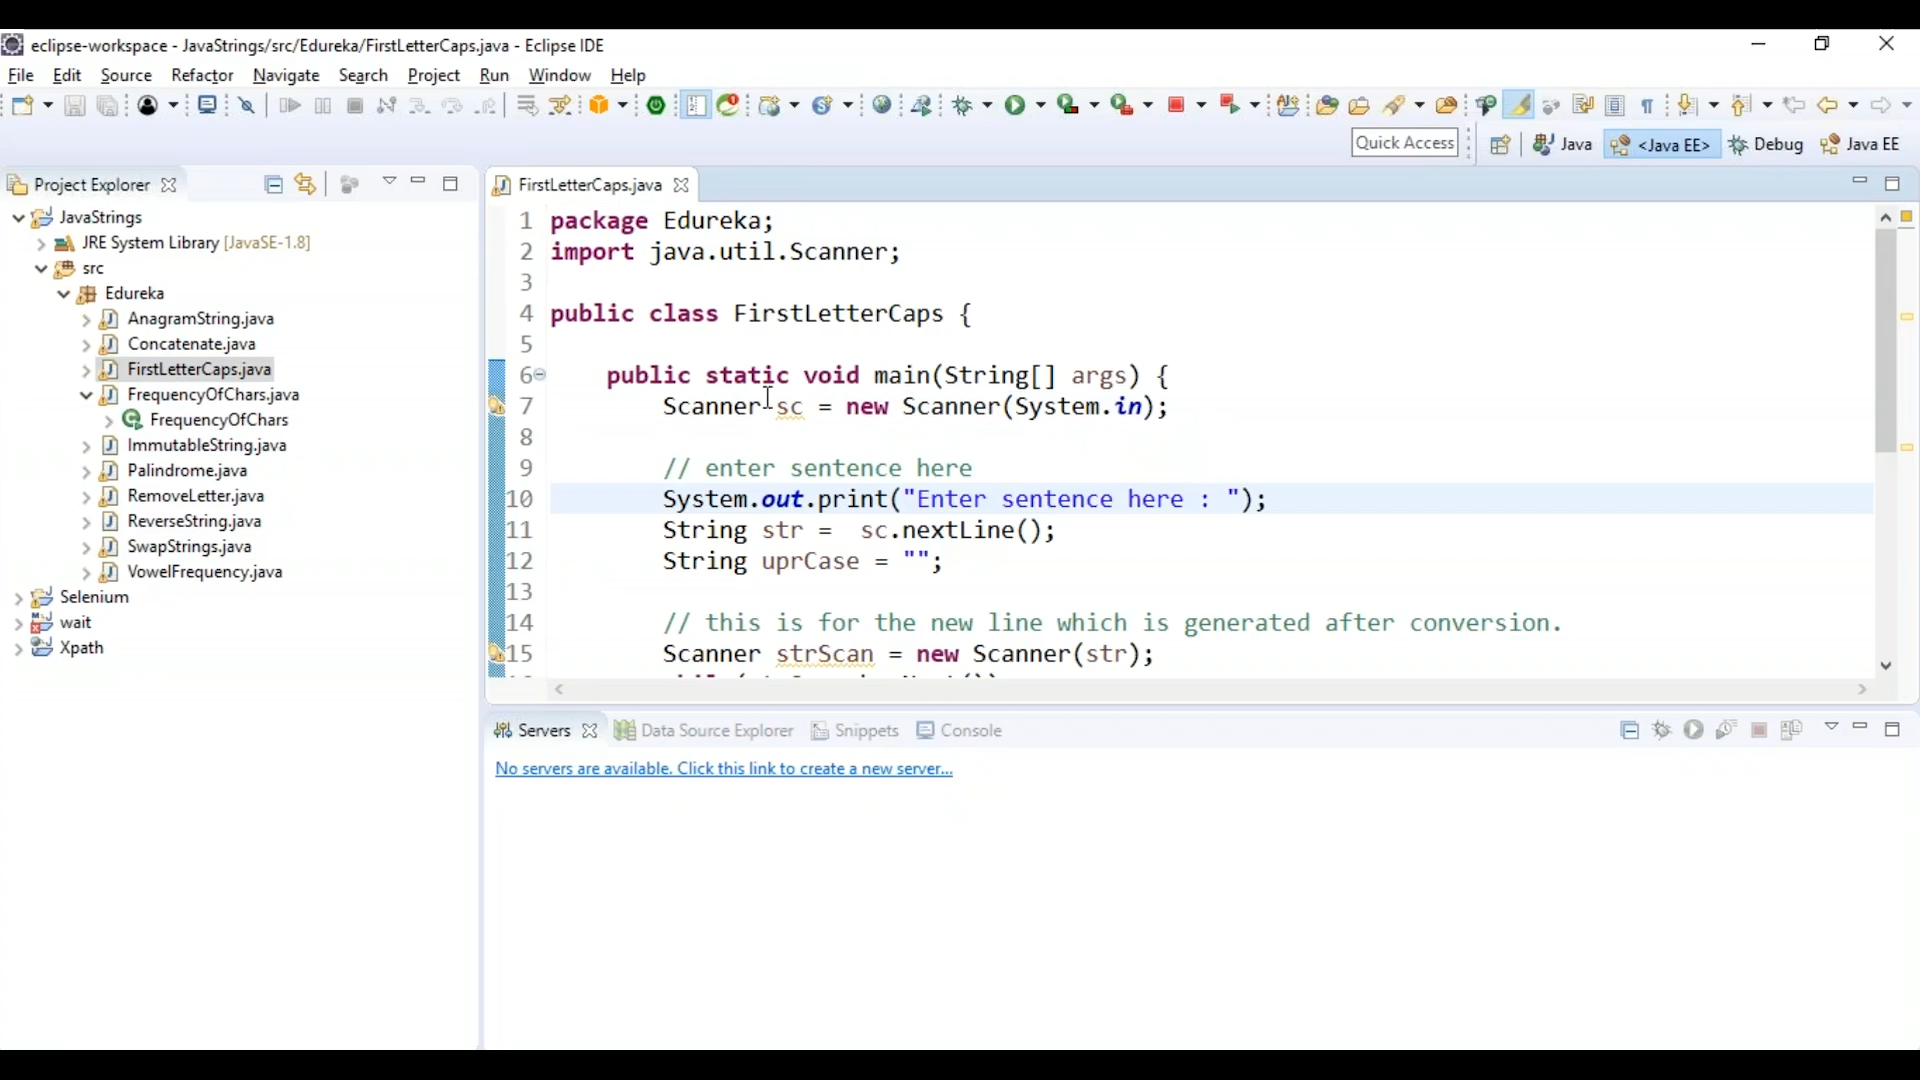 eclipse-workspace - JavaStrings/src/Edureka/FirstLetterCaps.java - Eclipse IDE
File Edit Source Refactor Navigate Search Project Run Window Help
Quick Access Java <Java EE> Debug Java EE
Project Explorer
JavaStrings
JRE System Library [JavaSE-1.8]
src
Edureka
AnagramString.java
Concatenate.java
FirstLetterCaps.java
FrequencyOfChars.java
FrequencyOfChars
ImmutableString.java
Palindrome.java
RemoveLetter.java
ReverseString.java
SwapStrings.java
VowelFrequency.java
Selenium
wait
Xpath
FirstLetterCaps.java
1 package Edureka;
2 import java.util.Scanner;
3
4 public class FirstLetterCaps {
5
6 public static void main(String[] args) {
7 Scanner sc = new Scanner(System.in);
8
9 // enter sentence here
10 System.out.print("Enter sentence here : ");
11 String str =  sc.nextLine();
12 String uprCase = "";
13
14 // this is for the new line which is generated after conversion.
15 Scanner strScan = new Scanner(str);
Servers Data Source Explorer Snippets Console
No servers are available. Click this link to create a new server...